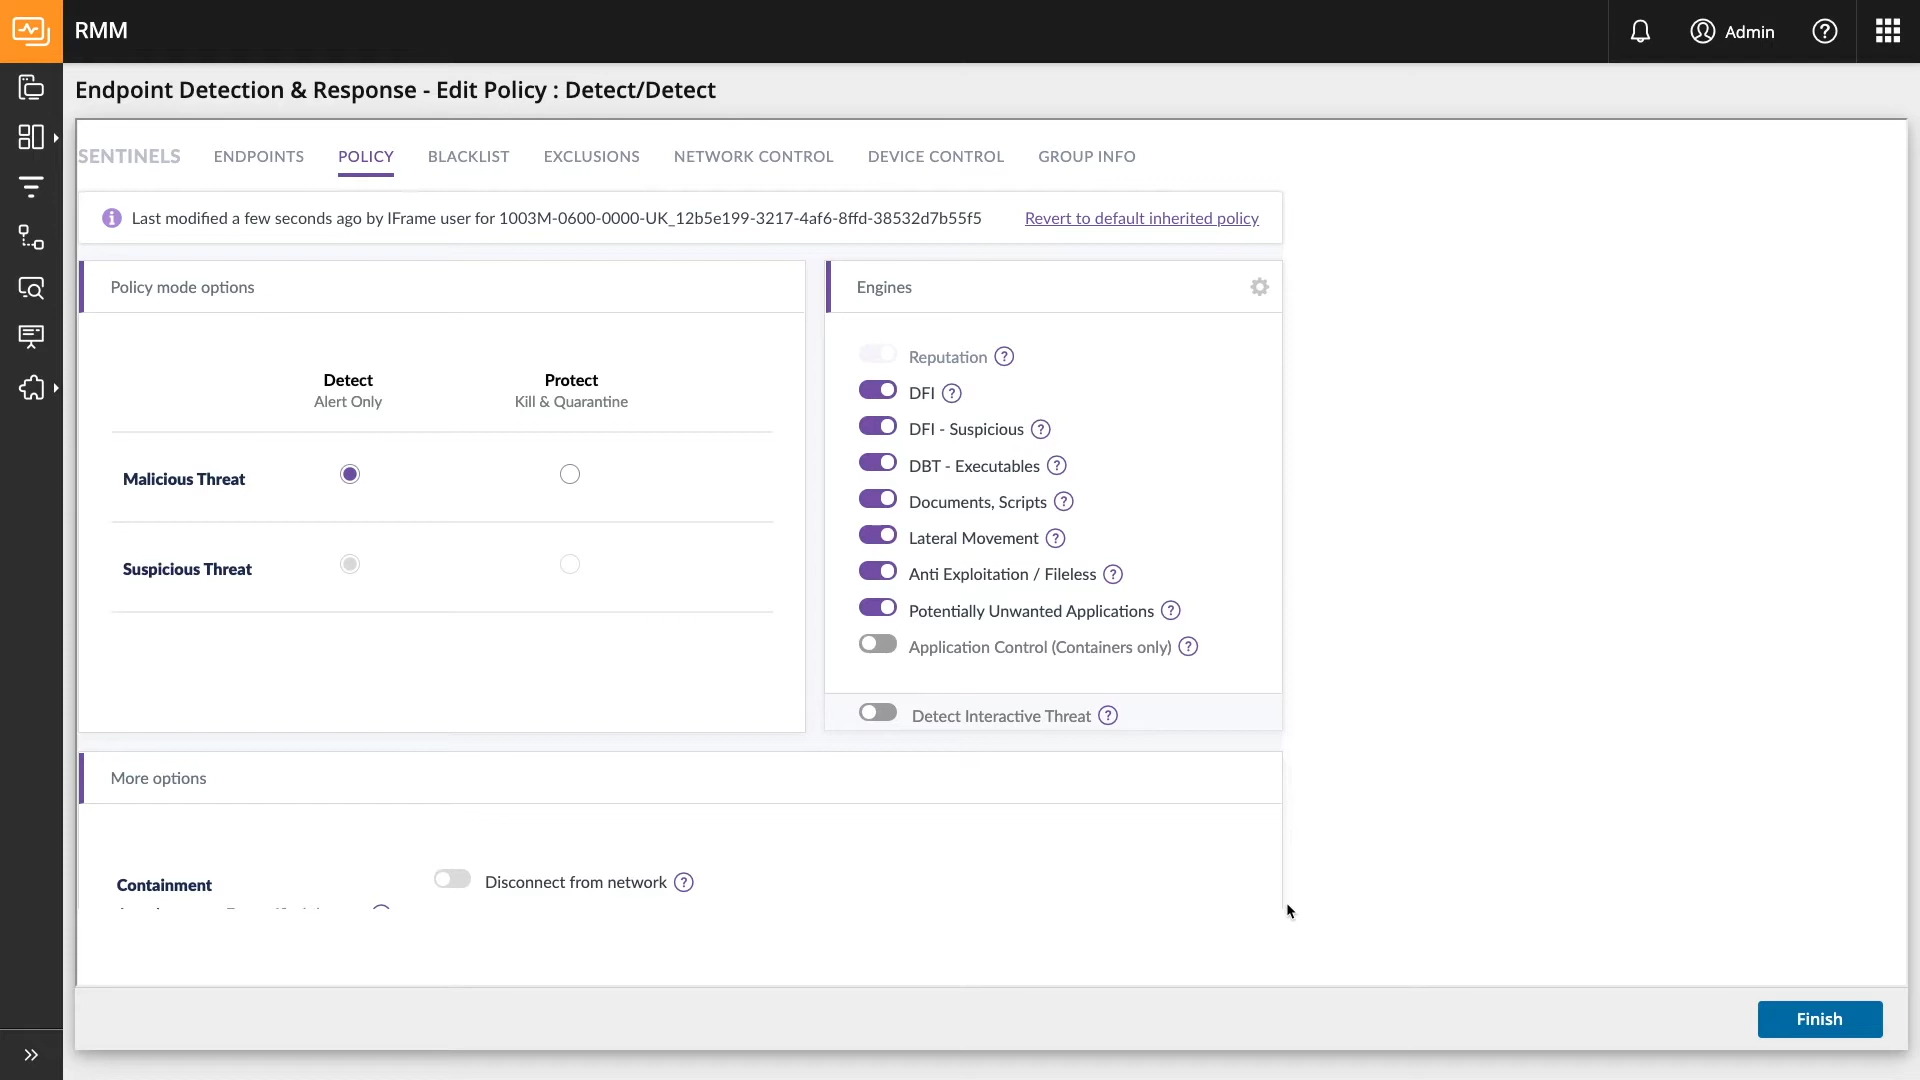 RMM
Admin
Endpoint Detection & Response - Edit Policy : Detect/Detect
SENTINELS ENDPOINTS POLICY BLACKLIST EXCLUSIONS NETWORK CONTROL DEVICE CONTROL GROUP INFO
Last modified a few seconds ago by IFrame user for 1003M-0600-0000-UK_12b5e199-3217-4af6-8ffd-38532d7b55f5 Revert to default inherited policy
Policy mode options
Detect Protect
Alert Only Kill & Quarantine
Malicious Threat
Suspicious Threat
Engines
Reputation ?
DFI ?
DFI - Suspicious ?
DBT - Executables ?
Documents, Scripts ?
Lateral Movement ?
Anti Exploitation / Fileless ?
Potentially Unwanted Applications ?
Application Control (Containers only) ?
Detect Interactive Threat ?
More options
Containment Disconnect from network ?
Finish